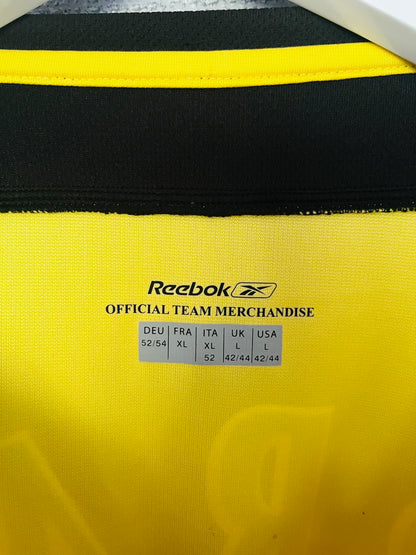 Reebok
OFFICIAL TEAM MERCHANDISE
DEU FRA ITA UK USA
52/54 XL XL L L
52 42/44 42/44